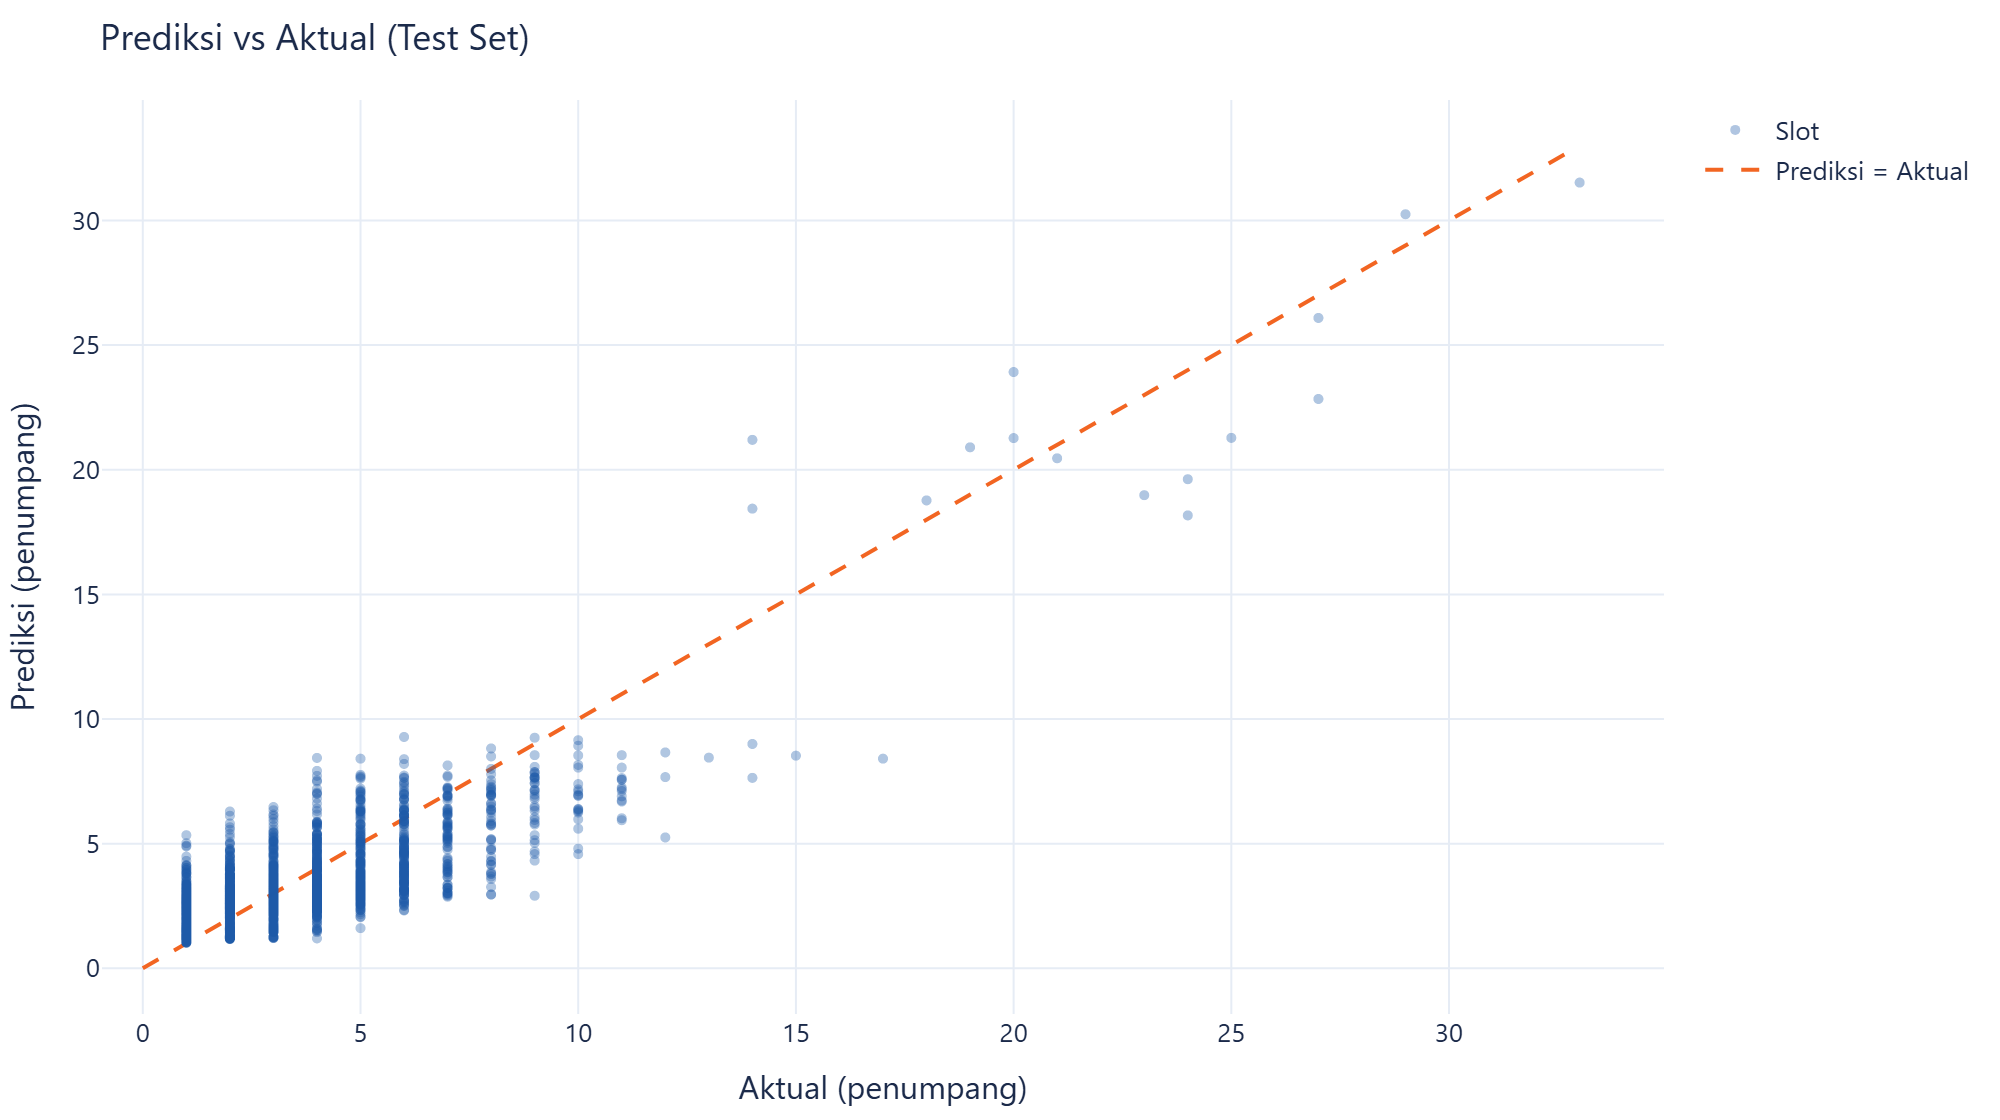 Prediksi vs Aktual (Test Set)
Slot
Prediksi = Aktual
Prediksi (penumpang)
30
25
20
15
10
5
0
0 5 10 15 20 25 30
Aktual (penumpang)